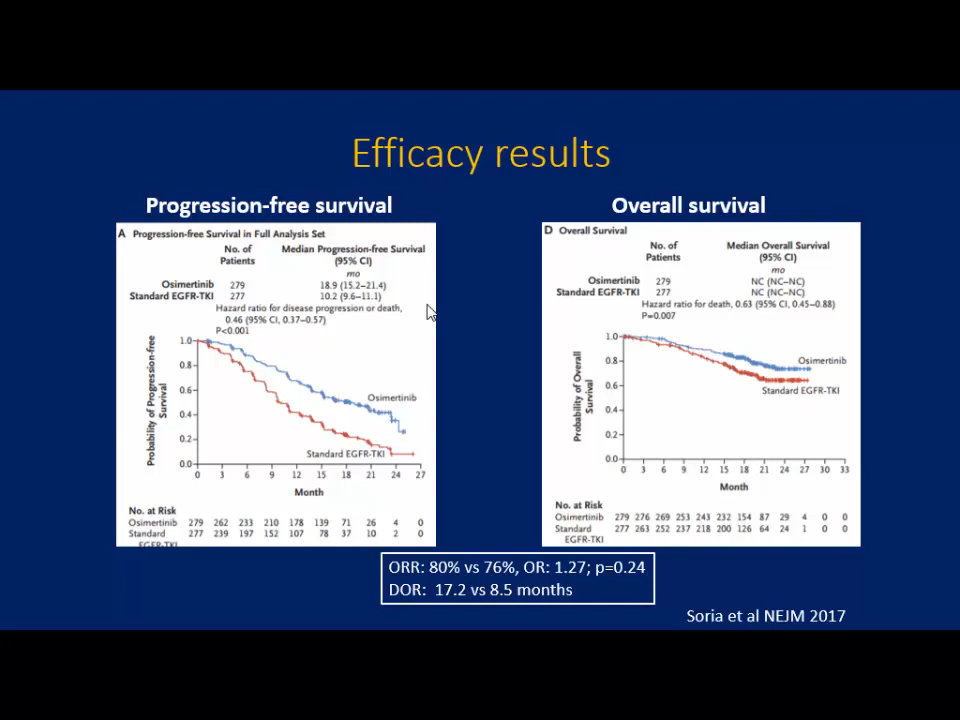 Efficacy results
Progression-free survival
A Progression-free Survival in Full Analysis Set
No. of Patients
Median Progression-free Survival (95% CI)
mo
Osimertinib 279 18.9 (15.2–21.4)
Standard EGFR-TKI 277 10.2 (9.6–11.1)
Hazard ratio for disease progression or death,
0.46 (95% CI, 0.37–0.57)
P<0.001
Probability of Progression-free Survival
1.0
0.8
0.6
0.4
0.2
0.0
Osimertinib
Standard EGFR-TKI
0 3 6 9 12 15 18 21 24 27
Month
No. at Risk
Osimertinib 279 262 233 210 178 139 71 26 4 0
Standard 277 239 197 152 107 78 37 10 2 0
EGFR-TKI
Overall survival
D Overall Survival
No. of Patients
Median Overall Survival (95% CI)
mo
Osimertinib 279 NC (NC–NC)
Standard EGFR-TKI 277 NC (NC–NC)
Hazard ratio for death, 0.63 (95% CI, 0.45–0.88)
P=0.007
Probability of Overall Survival
1.0
0.8
0.6
0.4
0.2
0.0
Osimertinib
Standard EGFR-TKI
0 3 6 9 12 15 18 21 24 27 30 33
Month
No. at Risk
Osimertinib 279 276 269 253 243 232 154 87 29 4 0 0
Standard 277 263 252 237 218 200 126 64 24 1 0 0
EGFR-TKI
ORR: 80% vs 76%, OR: 1.27; p=0.24
DOR: 17.2 vs 8.5 months
Soria et al NEJM 2017